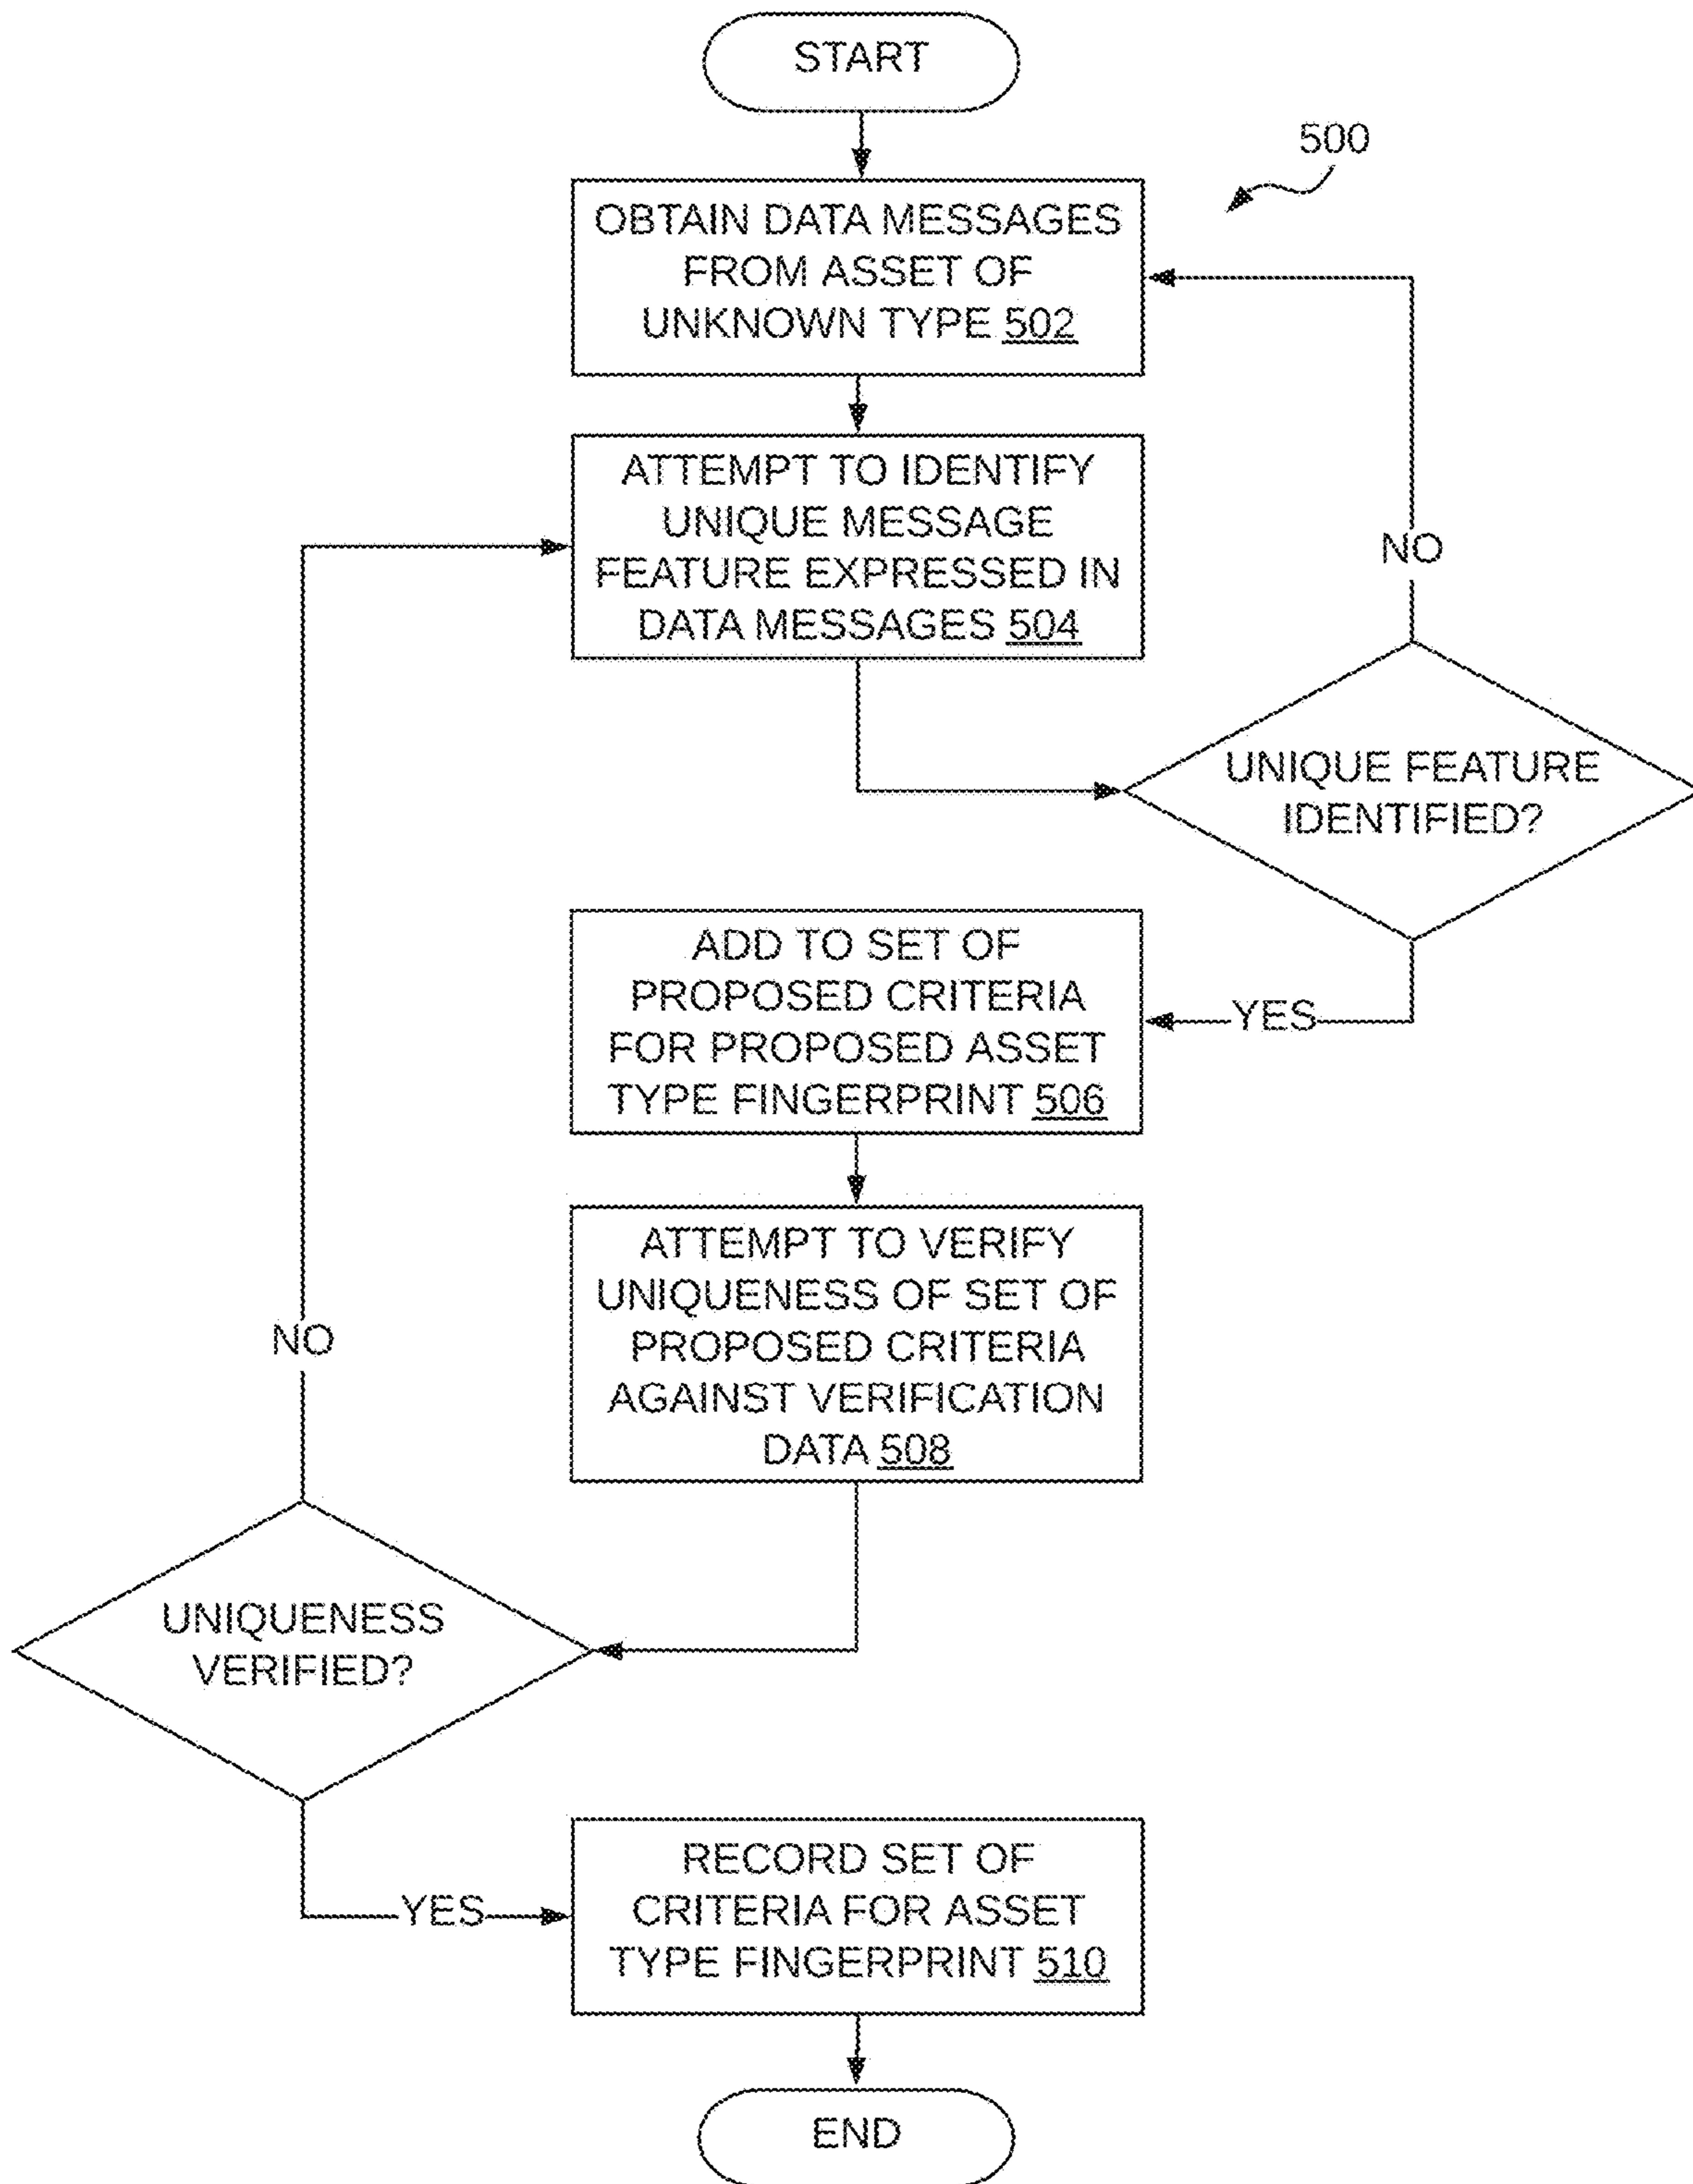 START
500
OBTAIN DATA MESSAGES
FROM ASSET OF
UNKNOWN TYPE 502
ATTEMPT TO IDENTIFY
UNIQUE MESSAGE
FEATURE EXPRESSED IN
DATA MESSAGES 504
NO
UNIQUE FEATURE
IDENTIFIED?
YES
ADD TO SET OF
PROPOSED CRITERIA
FOR PROPOSED ASSET
TYPE FINGERPRINT 506
ATTEMPT TO VERIFY
UNIQUENESS OF SET OF
PROPOSED CRITERIA
AGAINST VERIFICATION
DATA 508
NO
UNIQUENESS
VERIFIED?
YES
RECORD SET OF
CRITERIA FOR ASSET
TYPE FINGERPRINT 510
END